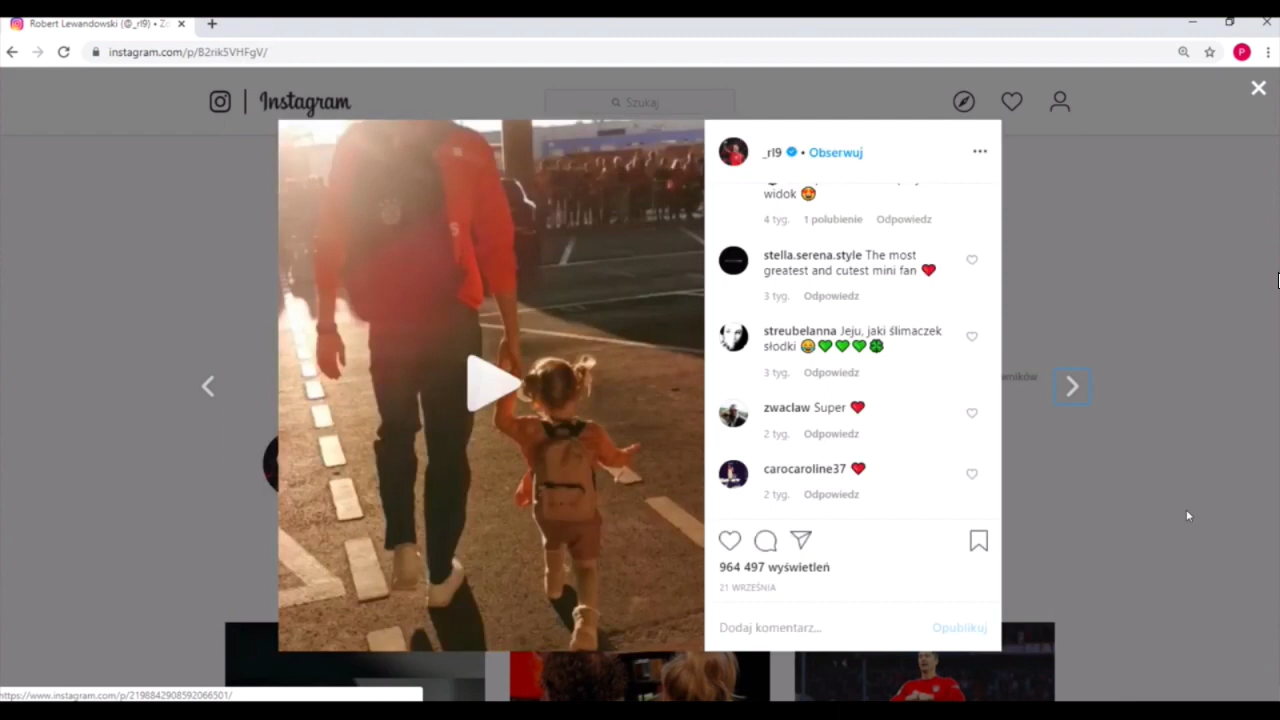 Robert Lewandowski (@_rl9) • Z
instagram.com/p/B2rik5VHFgV/
P
Instagram
Szukaj
_rl9 • Obserwuj
widok 🤩
4 tyg. 1 polubienie Odpowiedz
stella.serena.style The most
greatest and cutest mini fan ❤️
3 tyg. Odpowiedz
streubelanna Jeju, jaki ślimaczek
słodki 😂💚💚💚🍀
3 tyg. Odpowiedz
zwaclaw Super ❤️
2 tyg. Odpowiedz
carocaroline37 ❤️
2 tyg. Odpowiedz
964 497 wyświetleń
21 WRZEŚNIA
Dodaj komentarz...
Opublikuj
https://www.instagram.com/p/2198842908592066501/